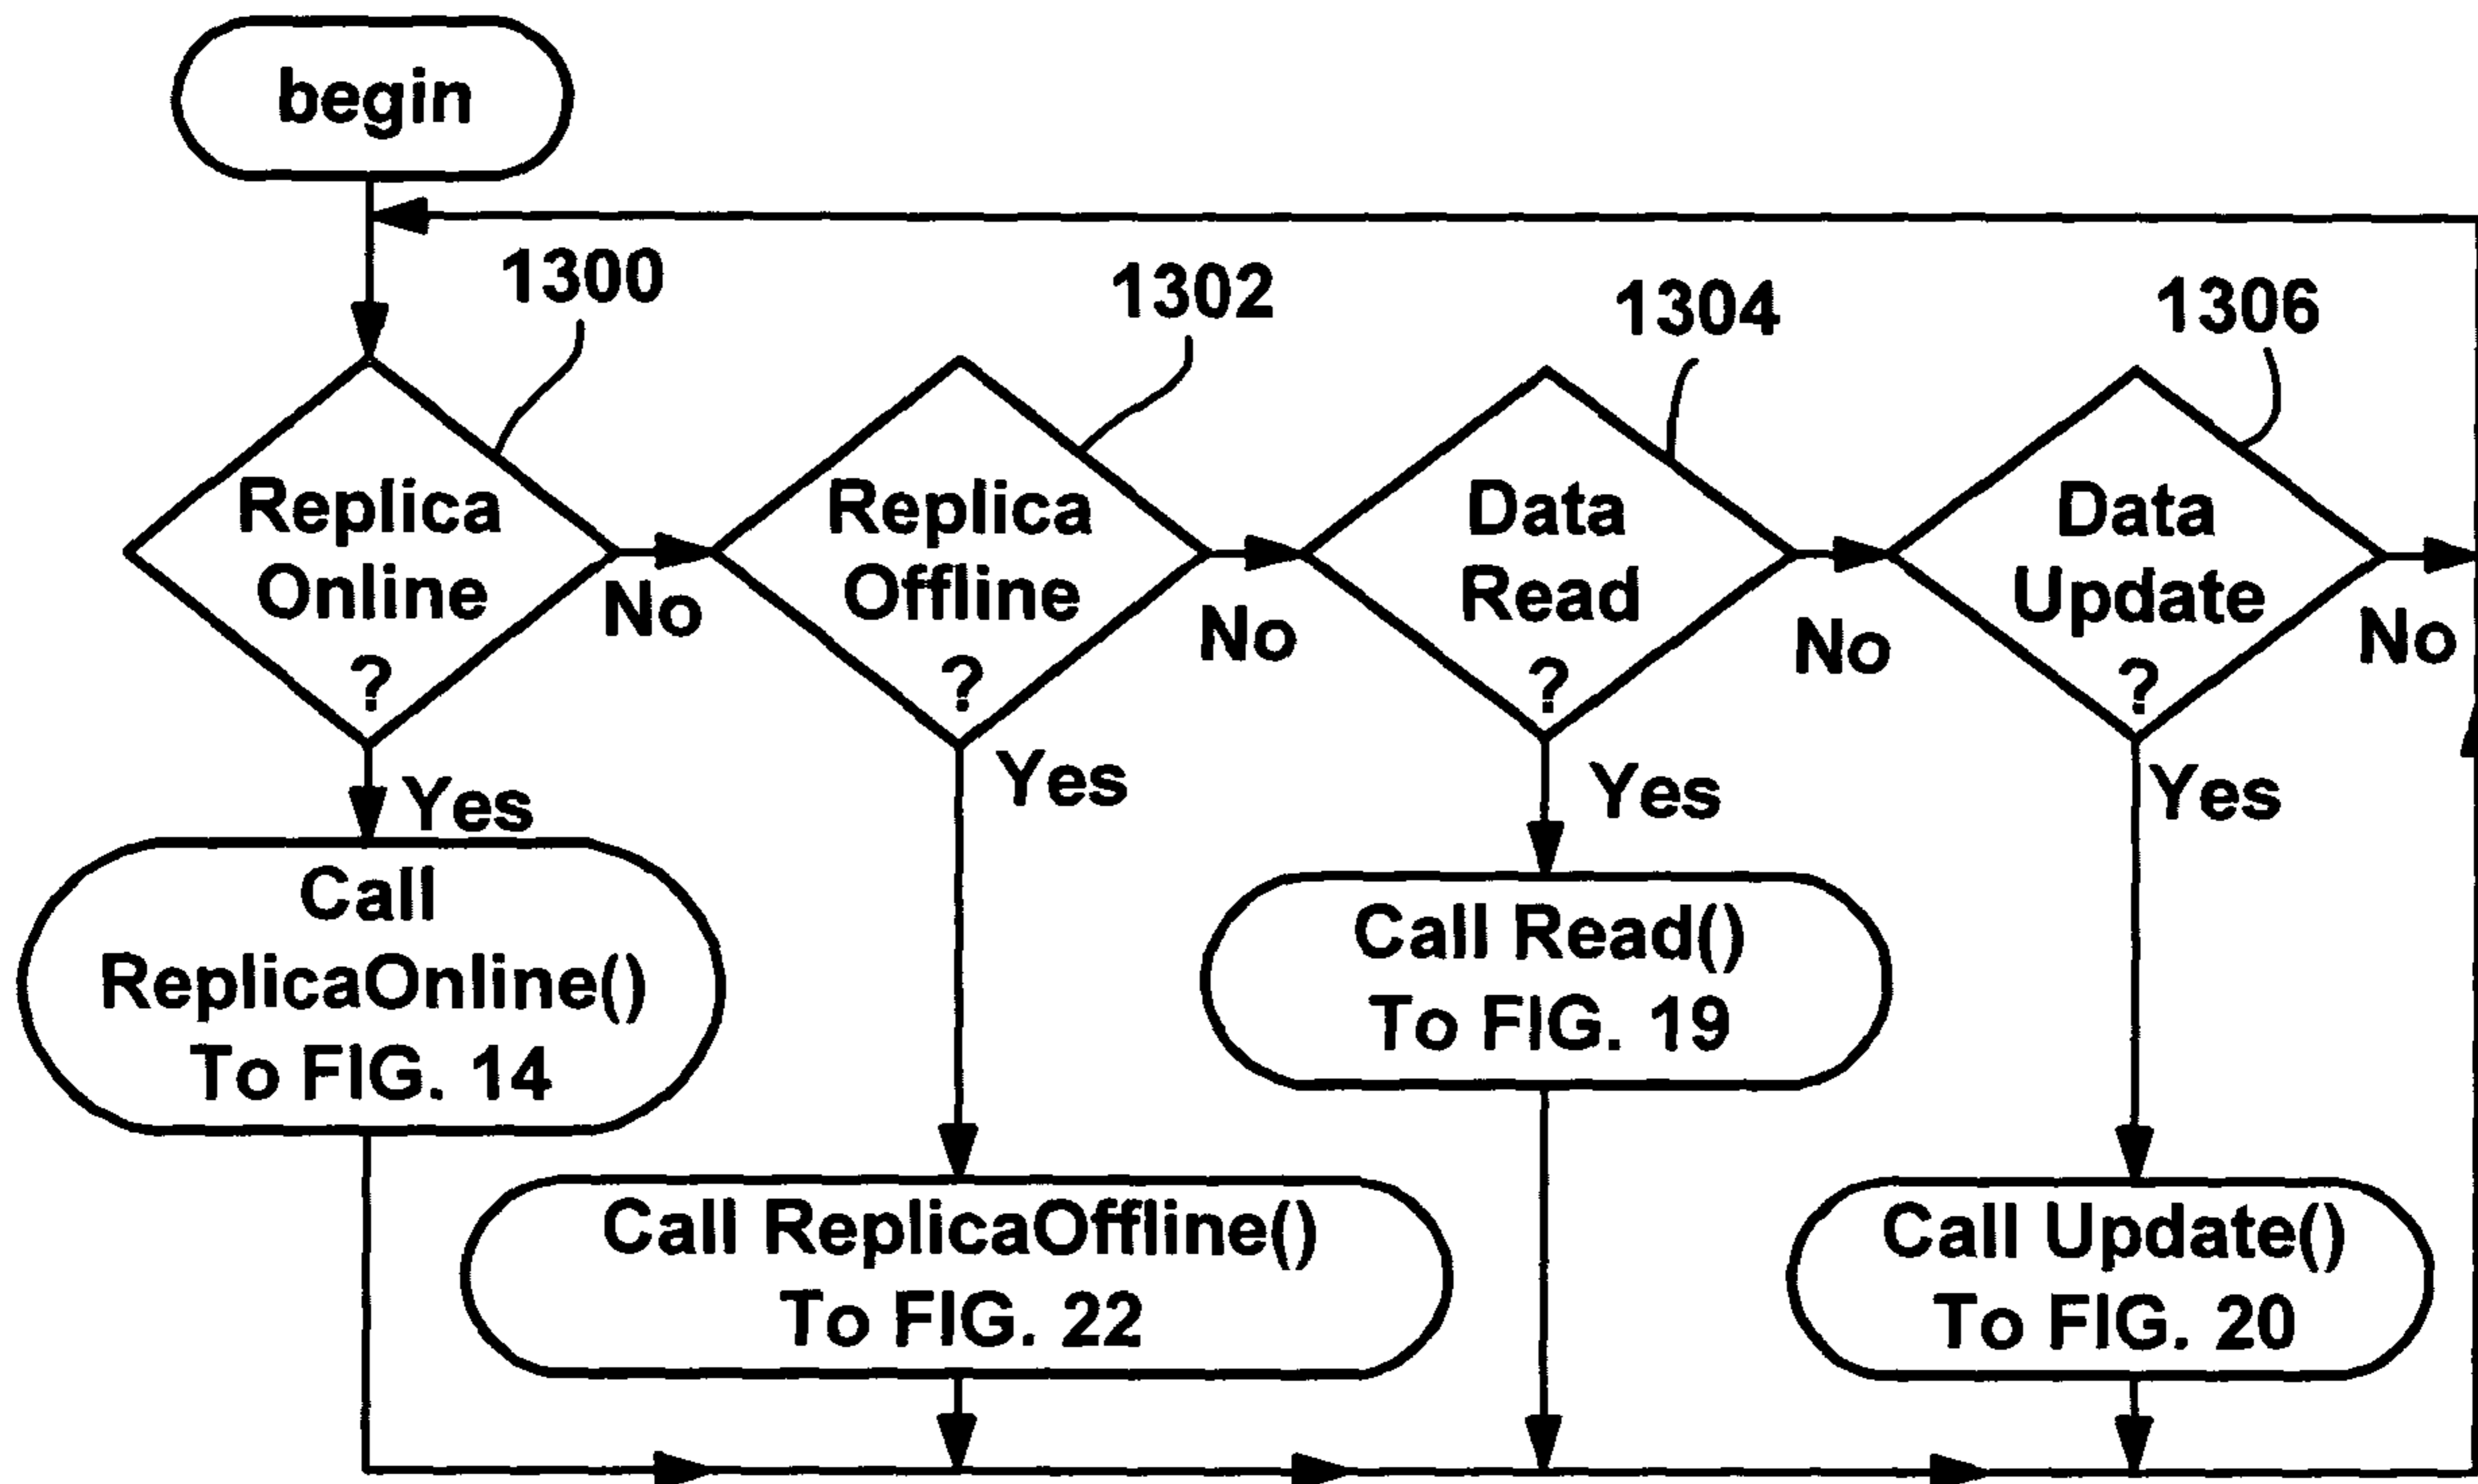 begin
1300
1302
1304
1306
Replica
Online
?
No
Replica
Offline
?
No
Data
Read
?
No
Data
Update
?
No
Yes
Yes
Yes
Yes
Call
ReplicaOnline()
To FIG. 14
Call Read()
To FIG. 19
Call ReplicaOffline()
To FIG. 22
Call Update()
To FIG. 20